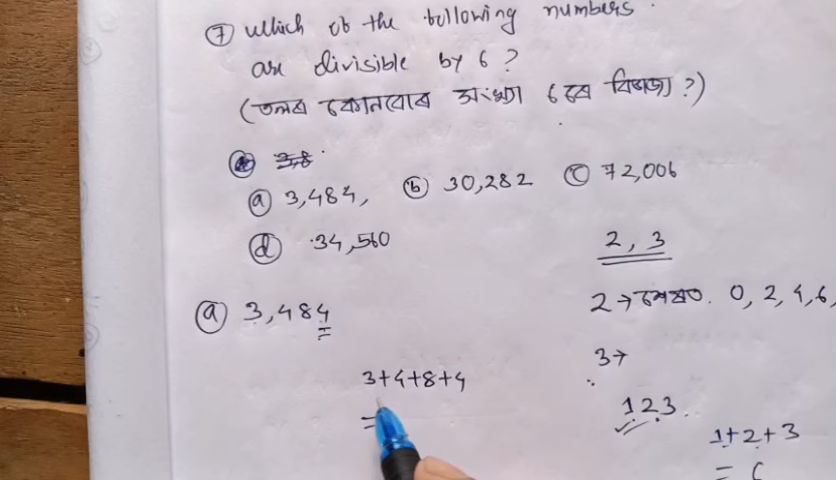 7 Which of the following numbers
are divisible by 6 ?
(তলৰ কোনবোৰ সংখ্যা 6 ৰে বিভাজ্য ?)
a 3,484, b 30,282 c 72,006
d 34,560
2, 3
a 3,484
2 → শেষত 0, 2, 4, 6,
3 →
3+4+8+4
=
123.
1+2+3
= 6